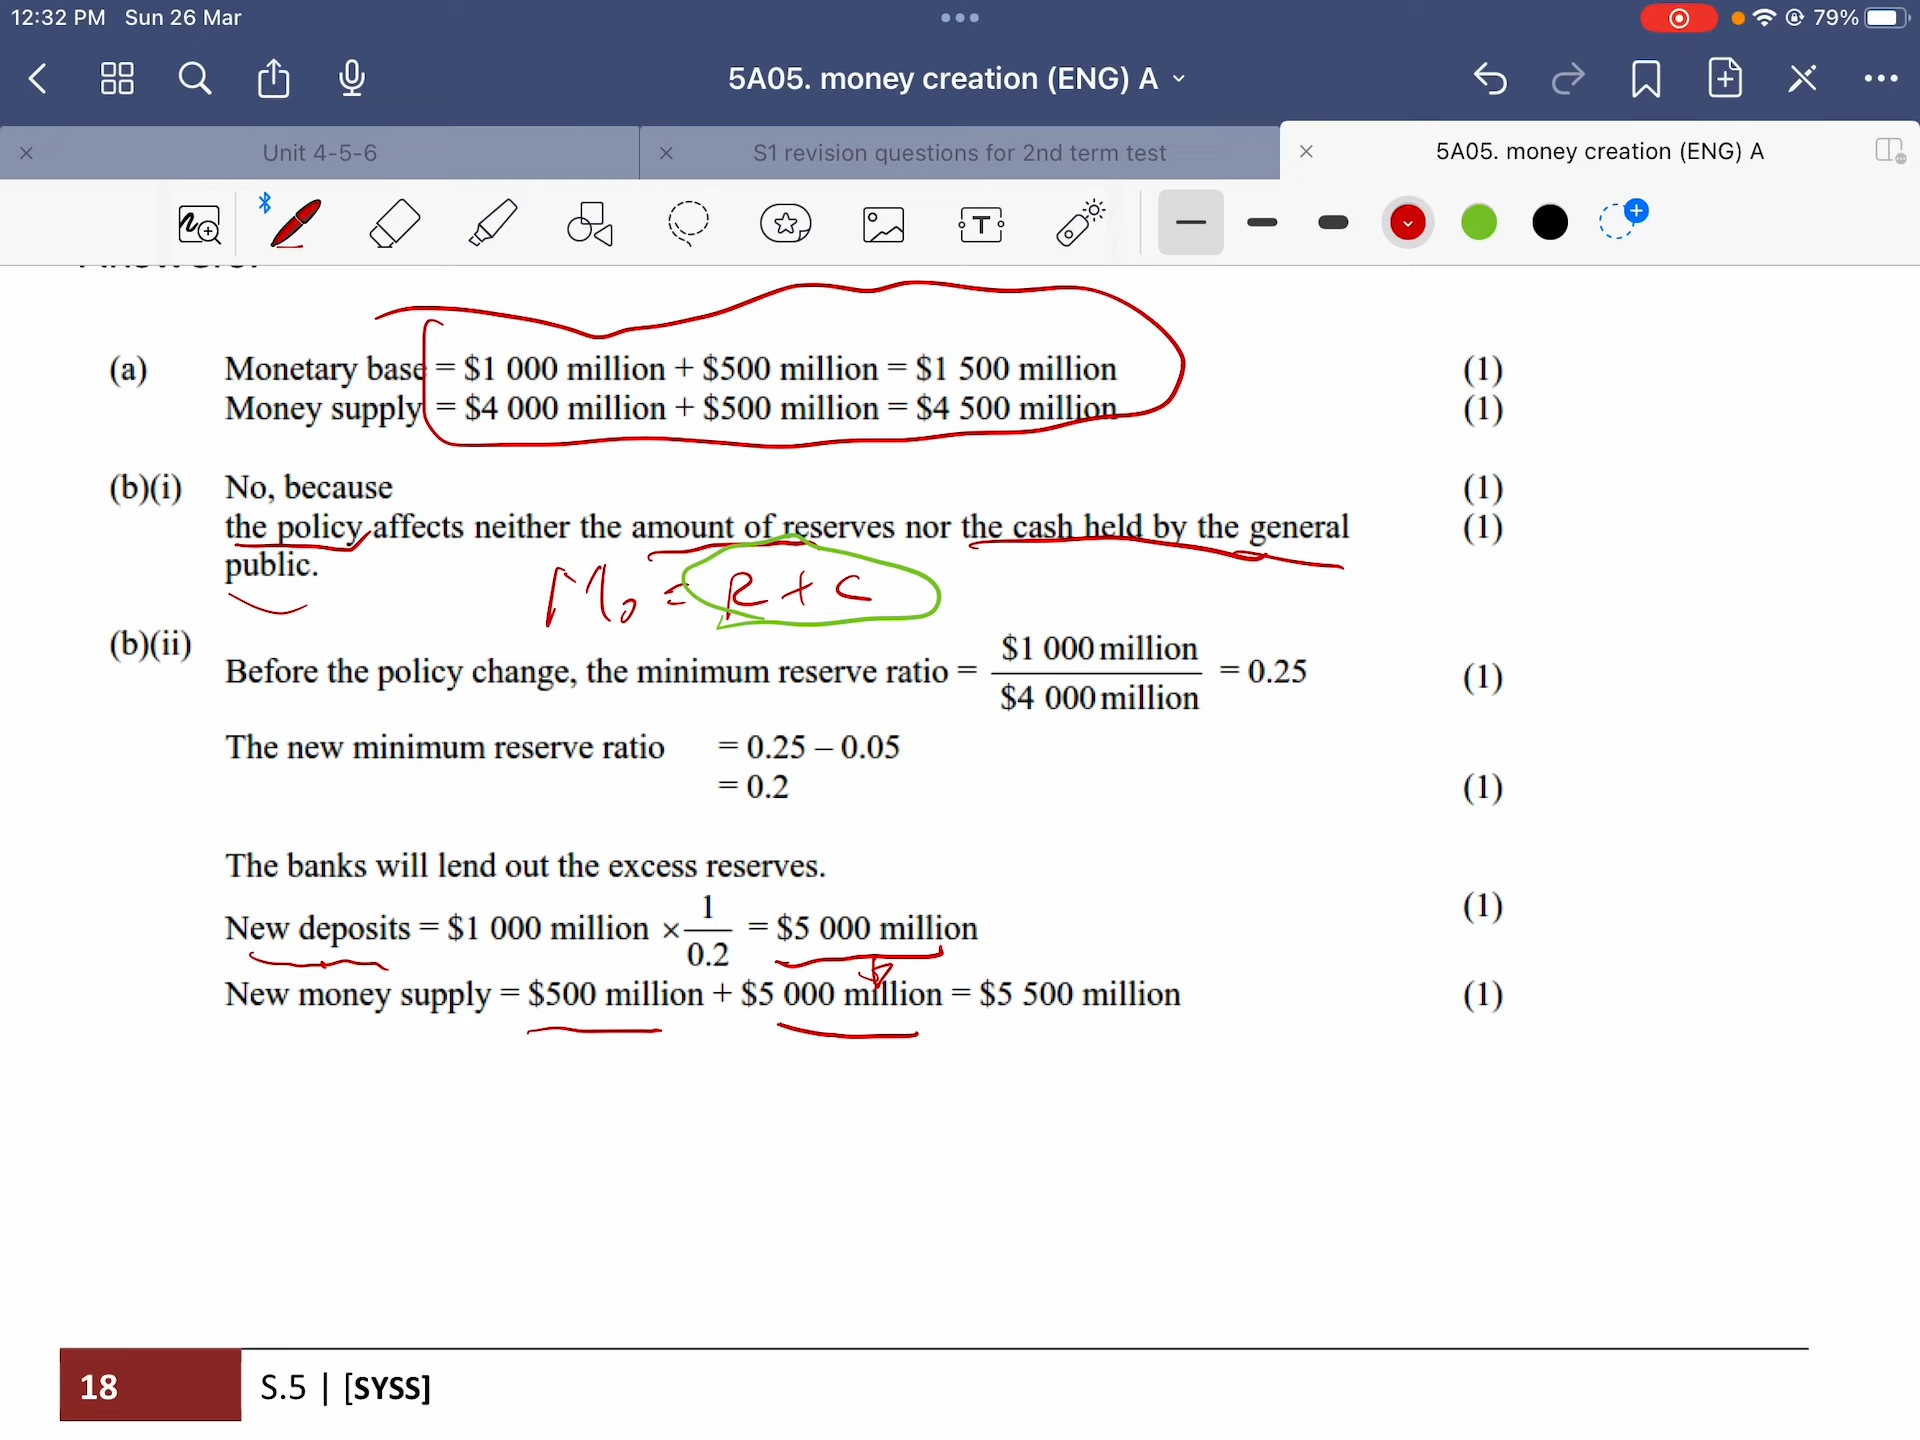 12:32 PM Sun 26 Mar
79%
5A05. money creation (ENG) A
Unit 4-5-6
S1 revision questions for 2nd term test
5A05. money creation (ENG) A
(a) Monetary base = $1 000 million + $500 million = $1 500 million (1)
Money supply = $4 000 million + $500 million = $4 500 million (1)
(b)(i) No, because (1)
the policy affects neither the amount of reserves nor the cash held by the general (1)
public.
M₀ = R + C
(b)(ii) Before the policy change, the minimum reserve ratio = $1 000 million / $4 000 million = 0.25 (1)
The new minimum reserve ratio = 0.25 – 0.05
= 0.2 (1)
The banks will lend out the excess reserves. (1)
New deposits = $1 000 million × 1 / 0.2 = $5 000 million
New money supply = $500 million + $5 000 million = $5 500 million (1)
18 S.5 | [SYSS]